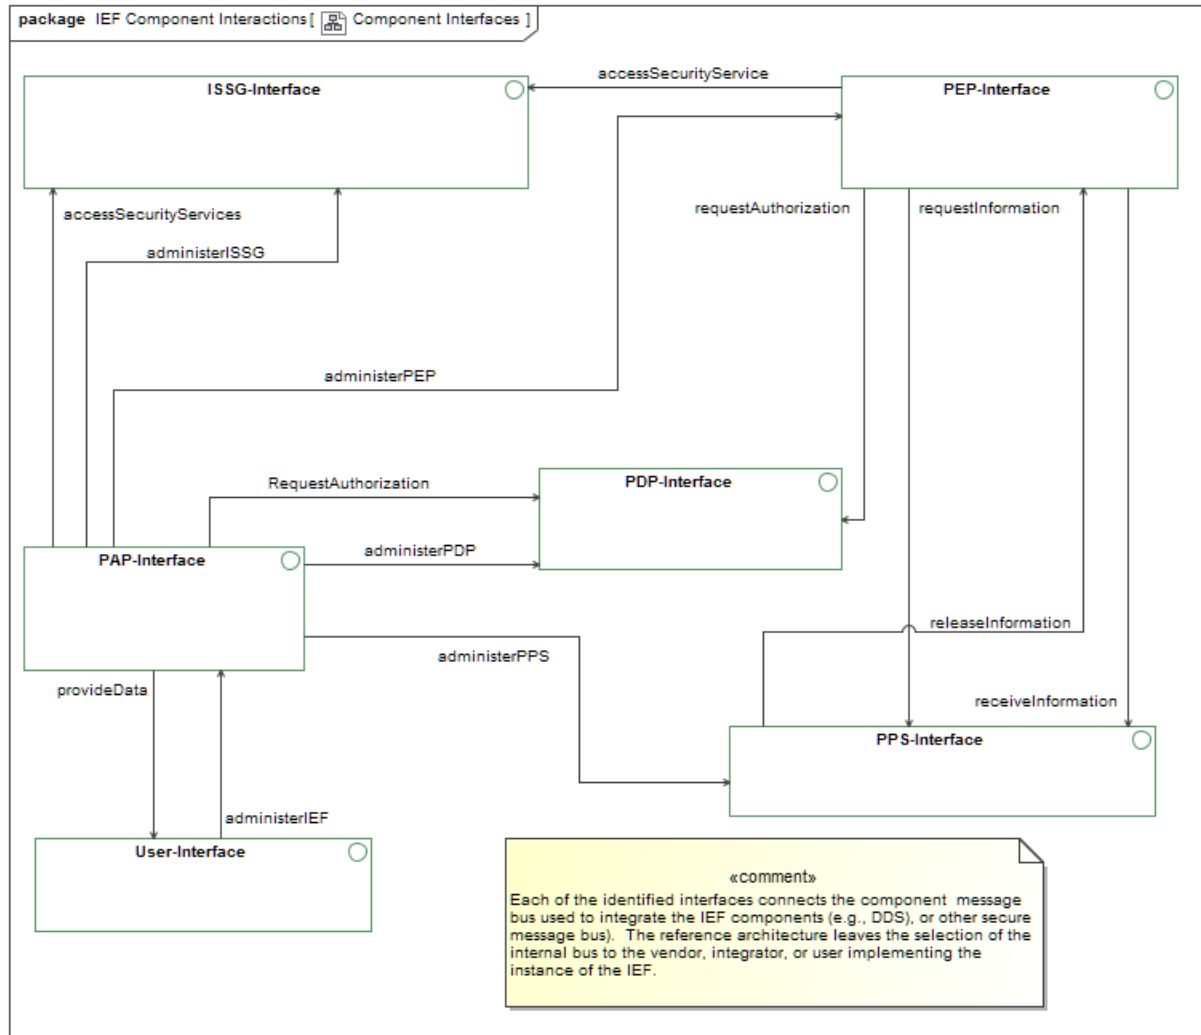 package IEF Component Interactions[ Component Interfaces ]
accessSecurityService
ISSG-Interface
PEP-Interface
accessSecurityServices
requestAuthorization
requestInformation
administerISSG
administerPEP
RequestAuthorization
PDP-Interface
administerPDP
PAP-Interface
releaseInformation
administerPPS
provideData
receiveInformation
PPS-Interface
administerIEF
User-Interface
«comment»
Each of the identified interfaces connects the component message
bus used to integrate the IEF components (e.g., DDS), or other secure
message bus). The reference architecture leaves the selection of the
internal bus to the vendor, integrator, or user implementing the
instance of the IEF.